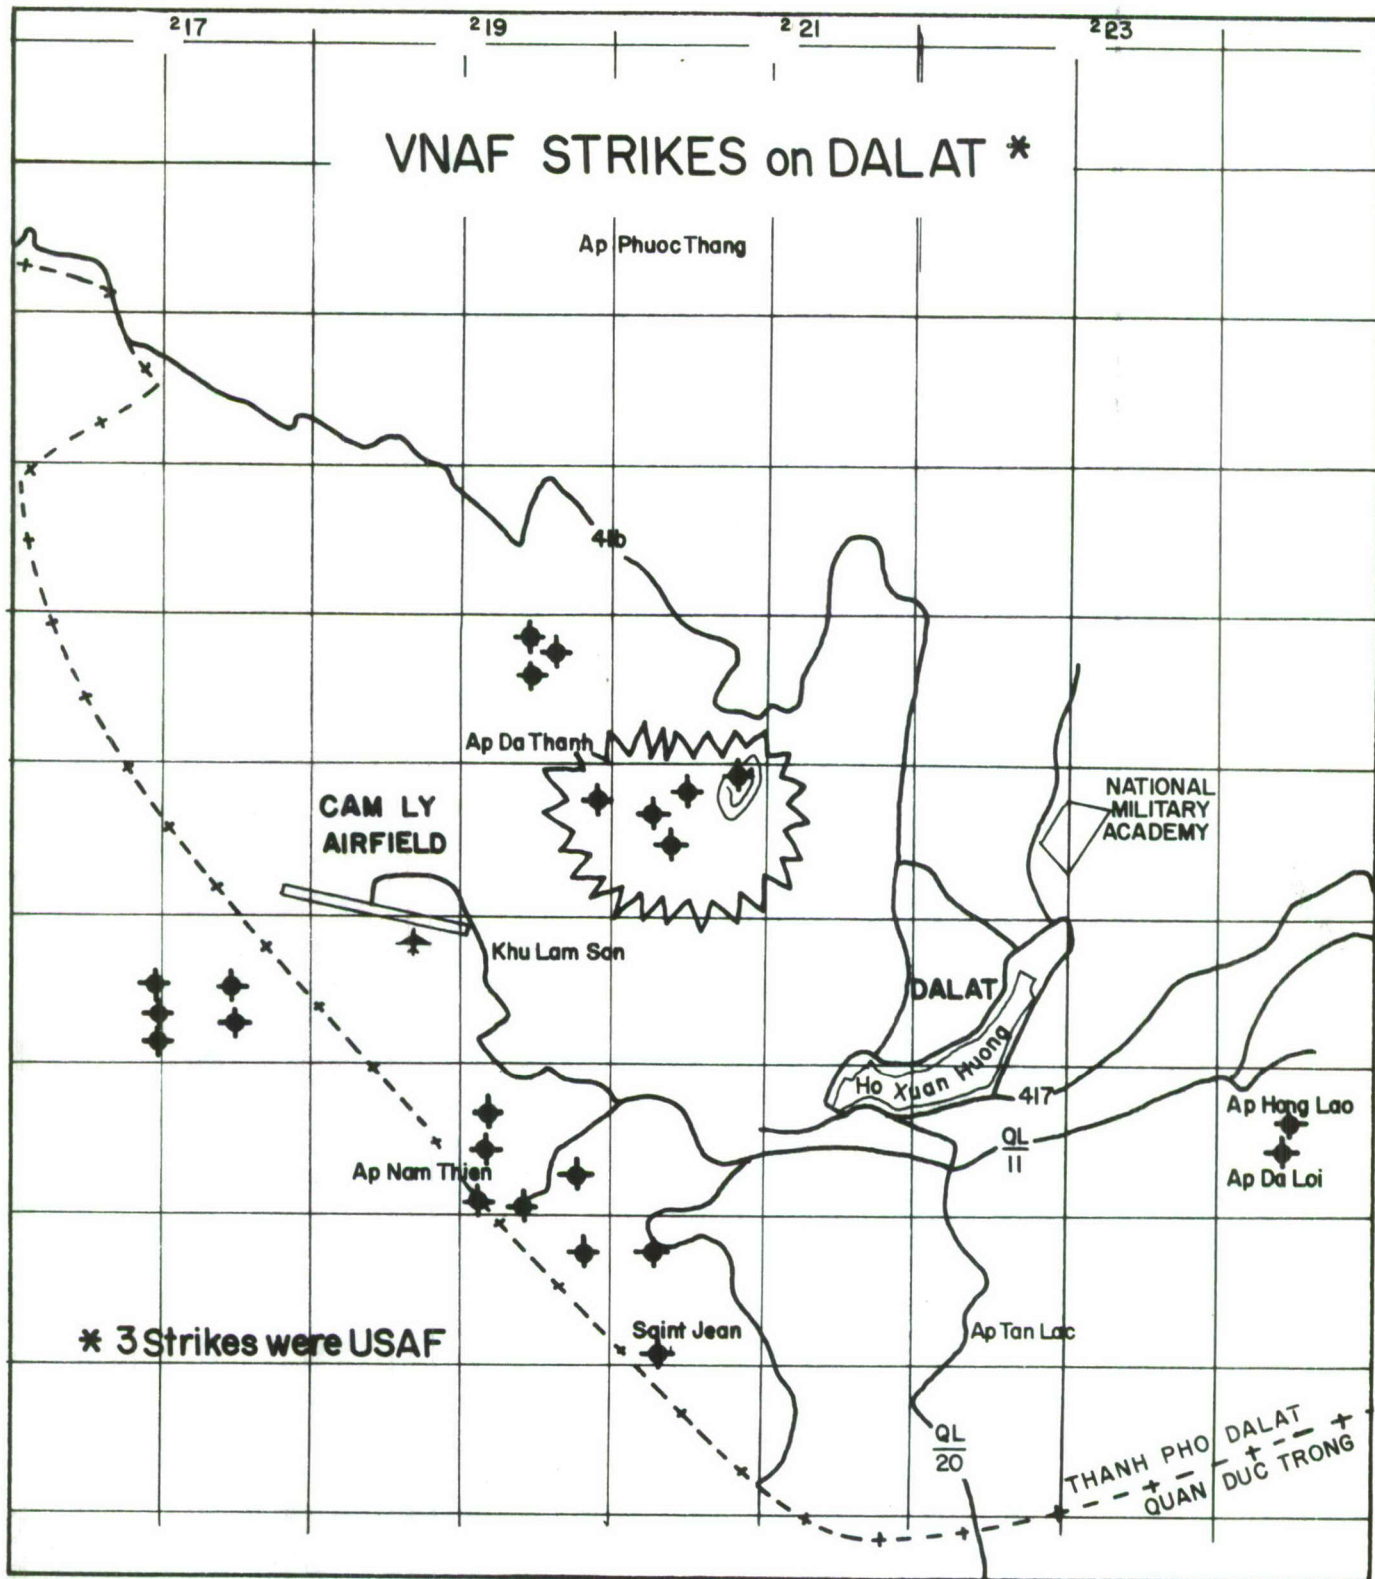 217 219 221 223
VNAF STRIKES on DALAT *
Ap Phuoc Thang
41b
Ap Da Thanh
CAM LY
AIRFIELD
NATIONAL
MILITARY
ACADEMY
Khu Lam Son
DALAT
Ho Xuan Huong
417
Ap Hong Lao
QL
11
Ap Nam Thien
Ap Da Loi
* 3 Strikes were USAF
Saint Jean
Ap Tan Lac
QL
20
THANH PHO DALAT
QUAN DUC TRONG